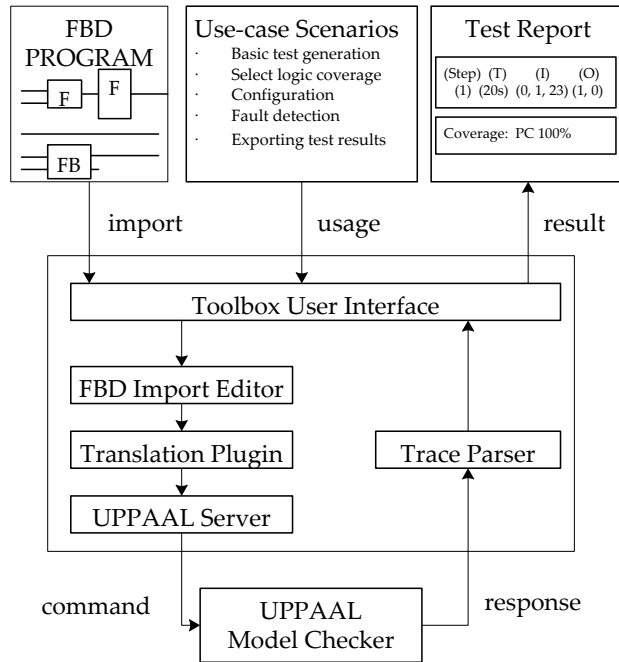 FBD
PROGRAM
F
F
FB
Use-case Scenarios
· Basic test generation
· Select logic coverage
· Configuration
· Fault detection
· Exporting test results
Test Report
(Step) (T) (I) (O)
(1) (20s) (0, 1, 23) (1, 0)
Coverage: PC 100%
import
usage
result
Toolbox User Interface
FBD Import Editor
Translation Plugin
Trace Parser
UPPAAL Server
command
UPPAAL
Model Checker
response